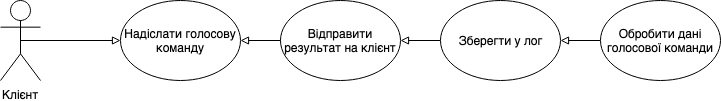 Надіслати голосову
команду
Відправити
результат на клієнт
Зберегти у лог
Обробити дані
голосової команди
Клієнт